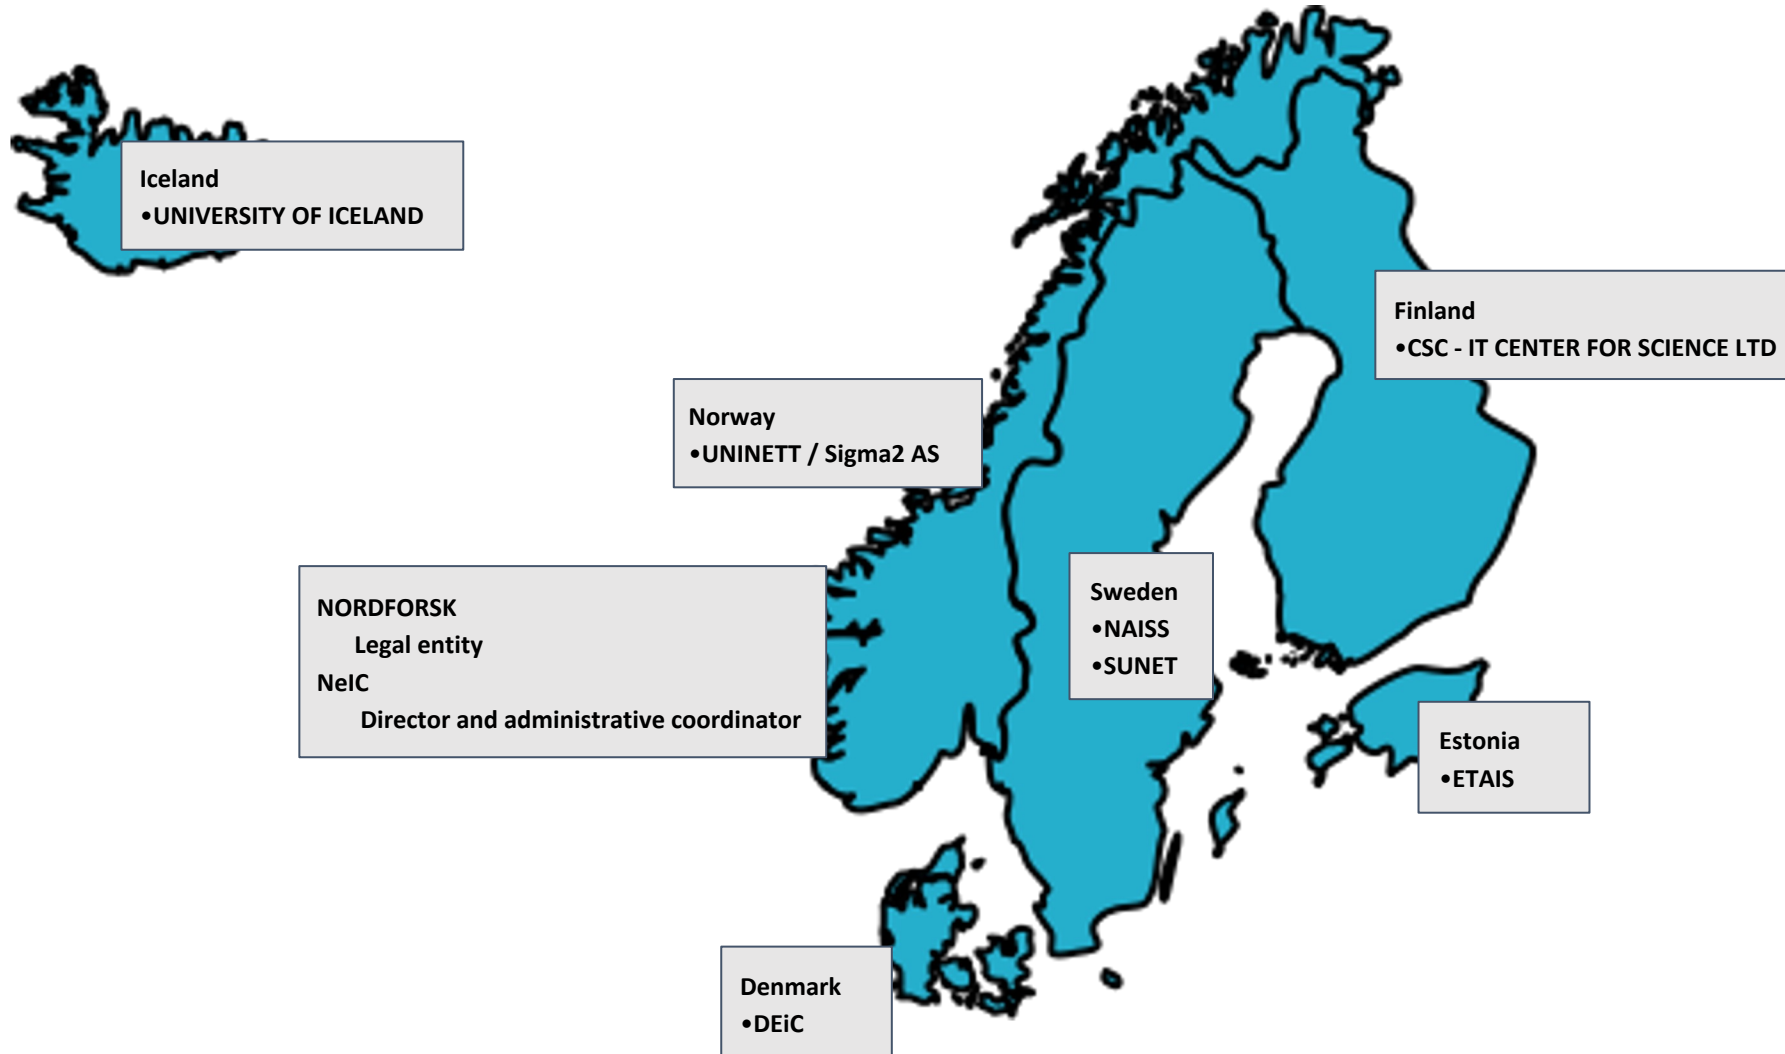 Iceland
•UNIVERSITY OF ICELAND
Finland
•CSC - IT CENTER FOR SCIENCE LTD
Norway
•UNINETT / Sigma2 AS
NORDFORSK
Legal entity
NeIC
Director and administrative coordinator
Sweden
•NAISS
•SUNET
Estonia
•ETAIS
Denmark
•DEiC